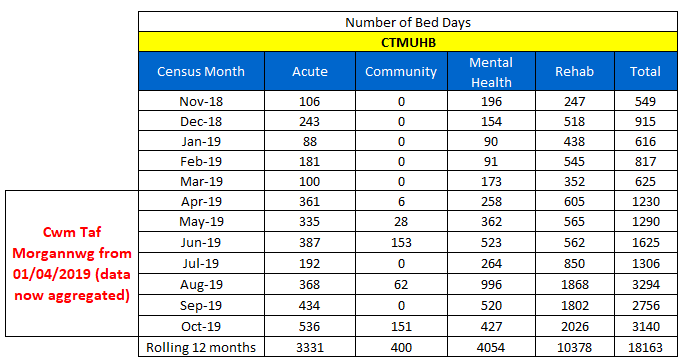 Number of Bed Days
CTMUHB
Census Month Acute Community Mental Health Rehab Total
Nov-18 106 0 196 247 549
Dec-18 243 0 154 518 915
Jan-19 88 0 90 438 616
Feb-19 181 0 91 545 817
Mar-19 100 0 173 352 625
Apr-19 361 6 258 605 1230
May-19 335 28 362 565 1290
Jun-19 387 153 523 562 1625
Jul-19 192 0 264 850 1306
Aug-19 368 62 996 1868 3294
Sep-19 434 0 520 1802 2756
Oct-19 536 151 427 2026 3140
Rolling 12 months 3331 400 4054 10378 18163
Cwm Taf
Morgannwg from
01/04/2019 (data
now aggregated)